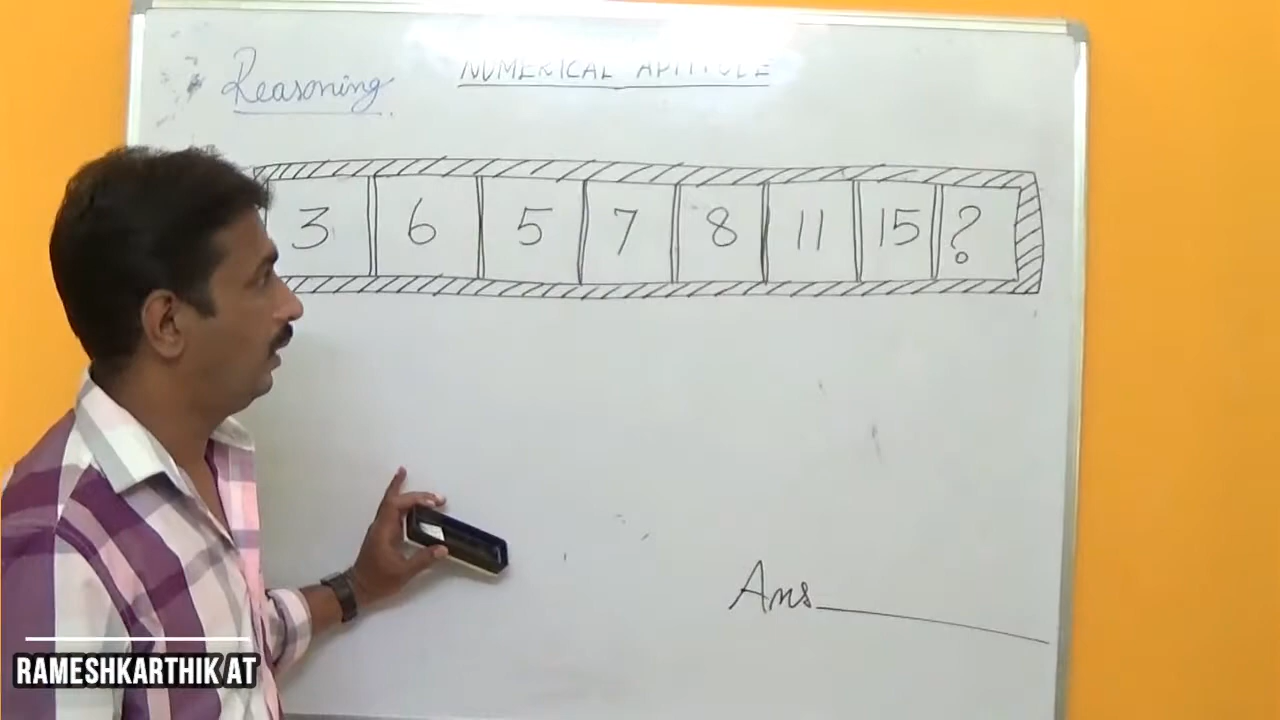 Reasoning
NUMERICAL APTITUDE
3 6 5 7 8 11 15 ?
Ans
RAMESHKARTHIK AT